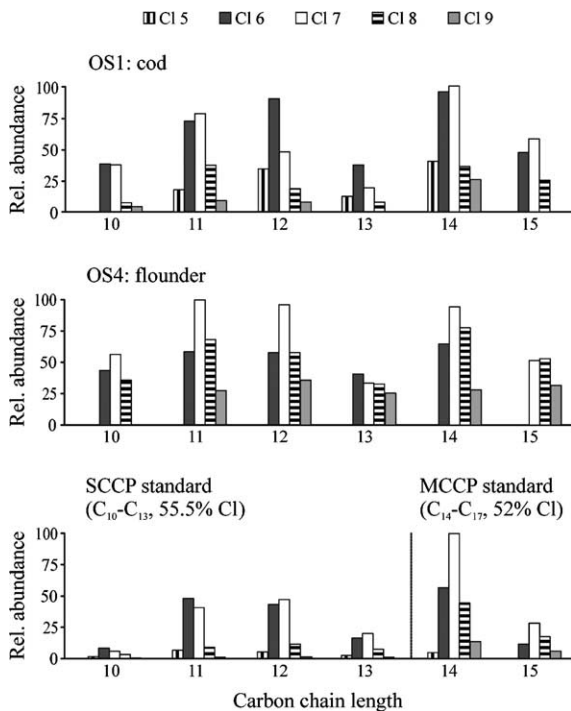 Cl 5 Cl 6 Cl 7 Cl 8 Cl 9
OS1: cod
Rel. abundance
100
75
50
25
0
10 11 12 13 14 15
OS4: flounder
Rel. abundance
100
75
50
25
0
10 11 12 13 14 15
SCCP standard
(C₁₀-C₁₃, 55.5% Cl)
MCCP standard
(C₁₄-C₁₇, 52% Cl)
Rel. abundance
100
75
50
25
0
10 11 12 13 14 15
Carbon chain length